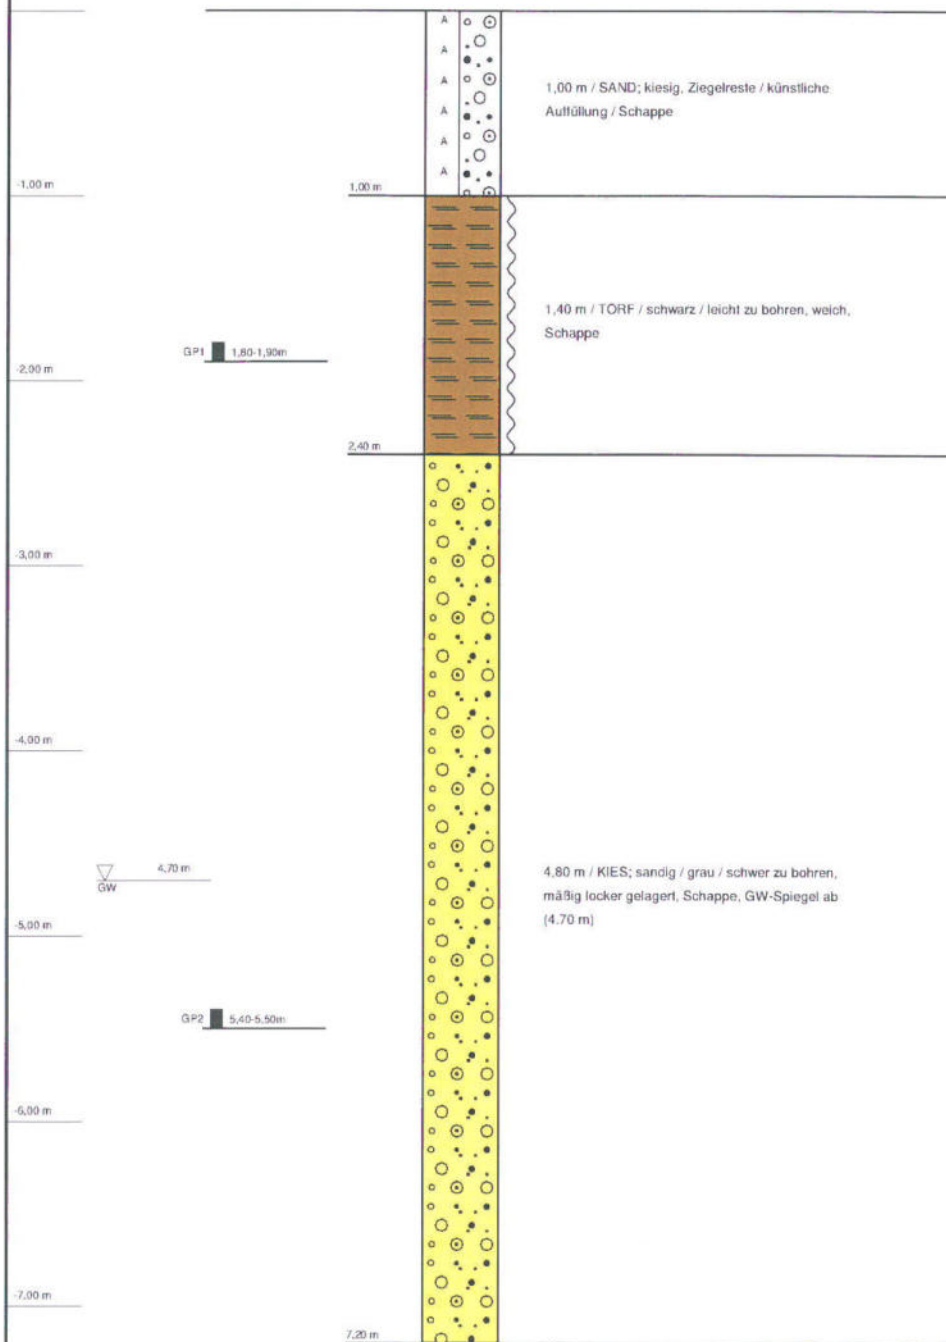 A
A
A
A
A
A
1,00 m / SAND; kiesig, Ziegelreste / künstliche
Auffüllung / Schappe
-1,00 m
1,00 m
1,40 m / TORF / schwarz / leicht zu bohren, weich,
Schappe
GP1 1,80-1,90m
-2,00 m
2,40 m
-3,00 m
-4,00 m
4,70 m
GW
4,80 m / KIES; sandig / grau / schwer zu bohren,
mäßig locker gelagert, Schappe, GW-Spiegel ab
(4.70 m)
-5,00 m
GP2 5,40-5,50m
-6,00 m
-7,00 m
7,20 m